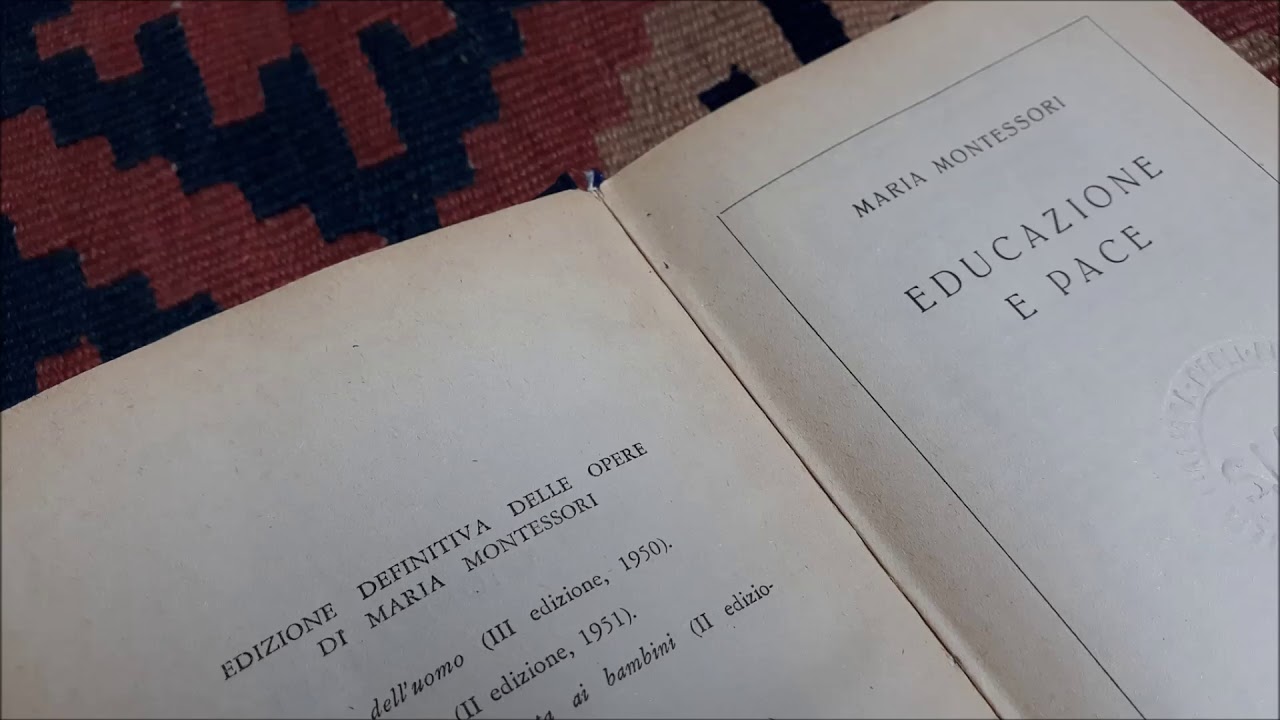 EDIZIONE DEFINITIVA DELLE OPERE
DI MARIA MONTESSORI
dell'uomo (III edizione, 1950).
(II edizione, 1951).
ai bambini (II edizio-
MARIA MONTESSORI
EDUCAZIONE
E PACE